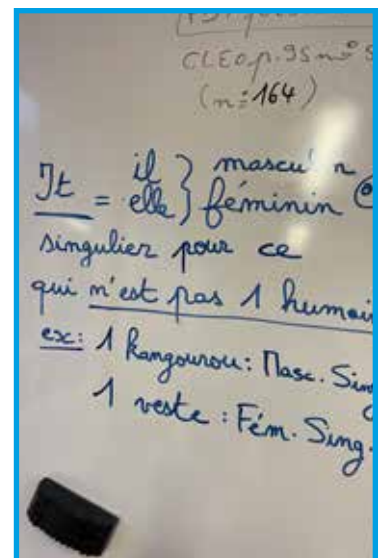 CLEO p.95 n°
(n=164)
It = il } masculin
elle } féminin
singulier pour ce
qui n'est pas 1 humain
ex: 1 kangourou: Masc. Sing
1 veste : Fém. Sing.